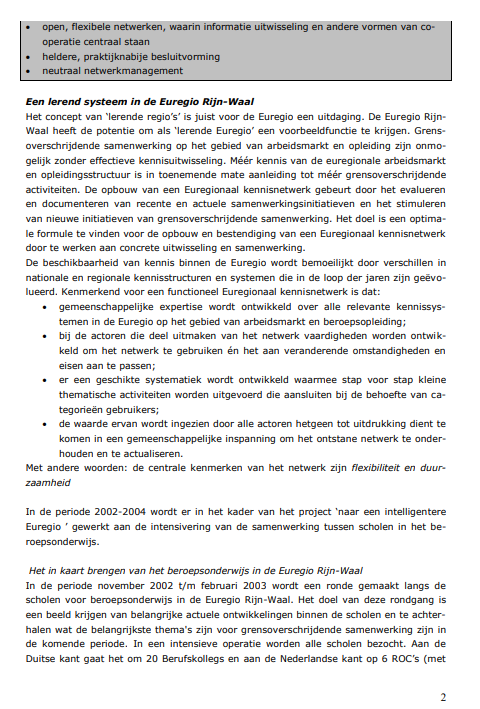 • open, flexibele netwerken, waarin informatie uitwisseling en andere vormen van co-
operatie centraal staan
• heldere, praktijknabije besluitvorming
• neutraal netwerkmanagement
Een lerend systeem in de Euregio Rijn-Waal
Het concept van ‘lerende regio’s’ is juist voor de Euregio een uitdaging. De Euregio Rijn-
Waal heeft de potentie om als ‘lerende Euregio’ een voorbeeldfunctie te krijgen. Grens-
overschrijdende samenwerking op het gebied van arbeidsmarkt en opleiding zijn onmo-
gelijk zonder effectieve kennisuitwisseling. Méér kennis van de euregionale arbeidsmarkt
en opleidingsstructuur is in toenemende mate aanleiding tot méér grensoverschrijdende
activiteiten. De opbouw van een Euregionaal kennisnetwerk gebeurt door het evalueren
en documenteren van recente en actuele samenwerkingsinitiatieven en het stimuleren
van nieuwe initiatieven van grensoverschrijdende samenwerking. Het doel is een optima-
le formule te vinden voor de opbouw en bestendiging van een Euregionaal kennisnetwerk
door te werken aan concrete uitwisseling en samenwerking.
De beschikbaarheid van kennis binnen de Euregio wordt bemoeilijkt door verschillen in
nationale en regionale kennisstructuren en systemen die in de loop der jaren zijn geëvo-
lueerd. Kenmerkend voor een functioneel Euregionaal kennisnetwerk is dat:
• gemeenschappelijke expertise wordt ontwikkeld over alle relevante kennissys-
temen in de Euregio op het gebied van arbeidsmarkt en beroepsopleiding;
• bij de actoren die deel uitmaken van het netwerk vaardigheden worden ontwik-
keld om het netwerk te gebruiken én het aan veranderende omstandigheden en
eisen aan te passen;
• er een geschikte systematiek wordt ontwikkeld waarmee stap voor stap kleine
thematische activiteiten worden uitgevoerd die aansluiten bij de behoefte van ca-
tegorieën gebruikers;
• de waarde ervan wordt ingezien door alle actoren hetgeen tot uitdrukking dient te
komen in een gemeenschappelijke inspanning om het ontstane netwerk te onder-
houden en te actualiseren.
Met andere woorden: de centrale kenmerken van het netwerk zijn flexibiliteit en duur-
zaamheid
In de periode 2002-2004 wordt er in het kader van het project ‘naar een intelligentere
Euregio ’ gewerkt aan de intensivering van de samenwerking tussen scholen in het be-
roepsonderwijs.
Het in kaart brengen van het beroepsonderwijs in de Euregio Rijn-Waal
In de periode november 2002 t/m februari 2003 wordt een ronde gemaakt langs de
scholen voor beroepsonderwijs in de Euregio Rijn-Waal. Het doel van deze rondgang is
een beeld krijgen van belangrijke actuele ontwikkelingen binnen de scholen en te achter-
halen wat de belangrijkste thema's zijn voor grensoverschrijdende samenwerking zijn in
de komende periode. In een intensieve operatie worden alle scholen bezocht. Aan de
Duitse kant gaat het om 20 Berufskollegs en aan de Nederlandse kant op 6 ROC’s (met
2